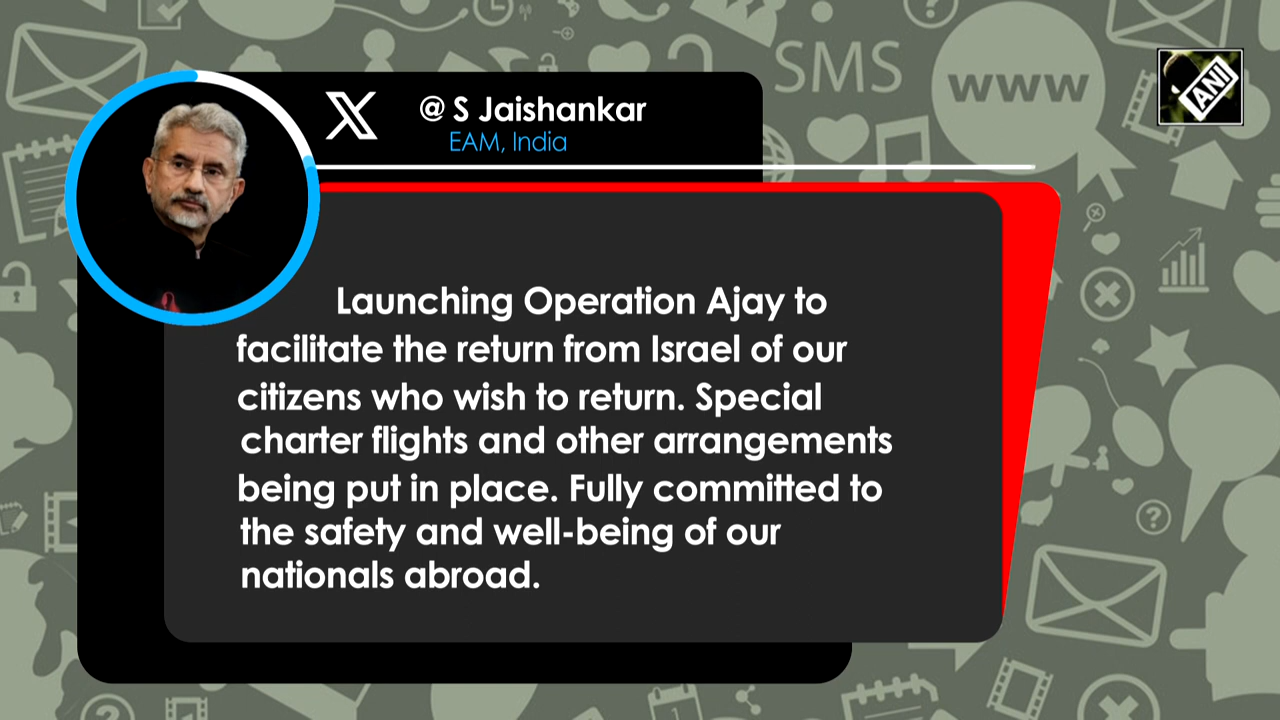 SMS
www
ANI
@ S Jaishankar
EAM, India
Launching Operation Ajay to
facilitate the return from Israel of our
citizens who wish to return. Special
charter flights and other arrangements
being put in place. Fully committed to
the safety and well-being of our
nationals abroad.